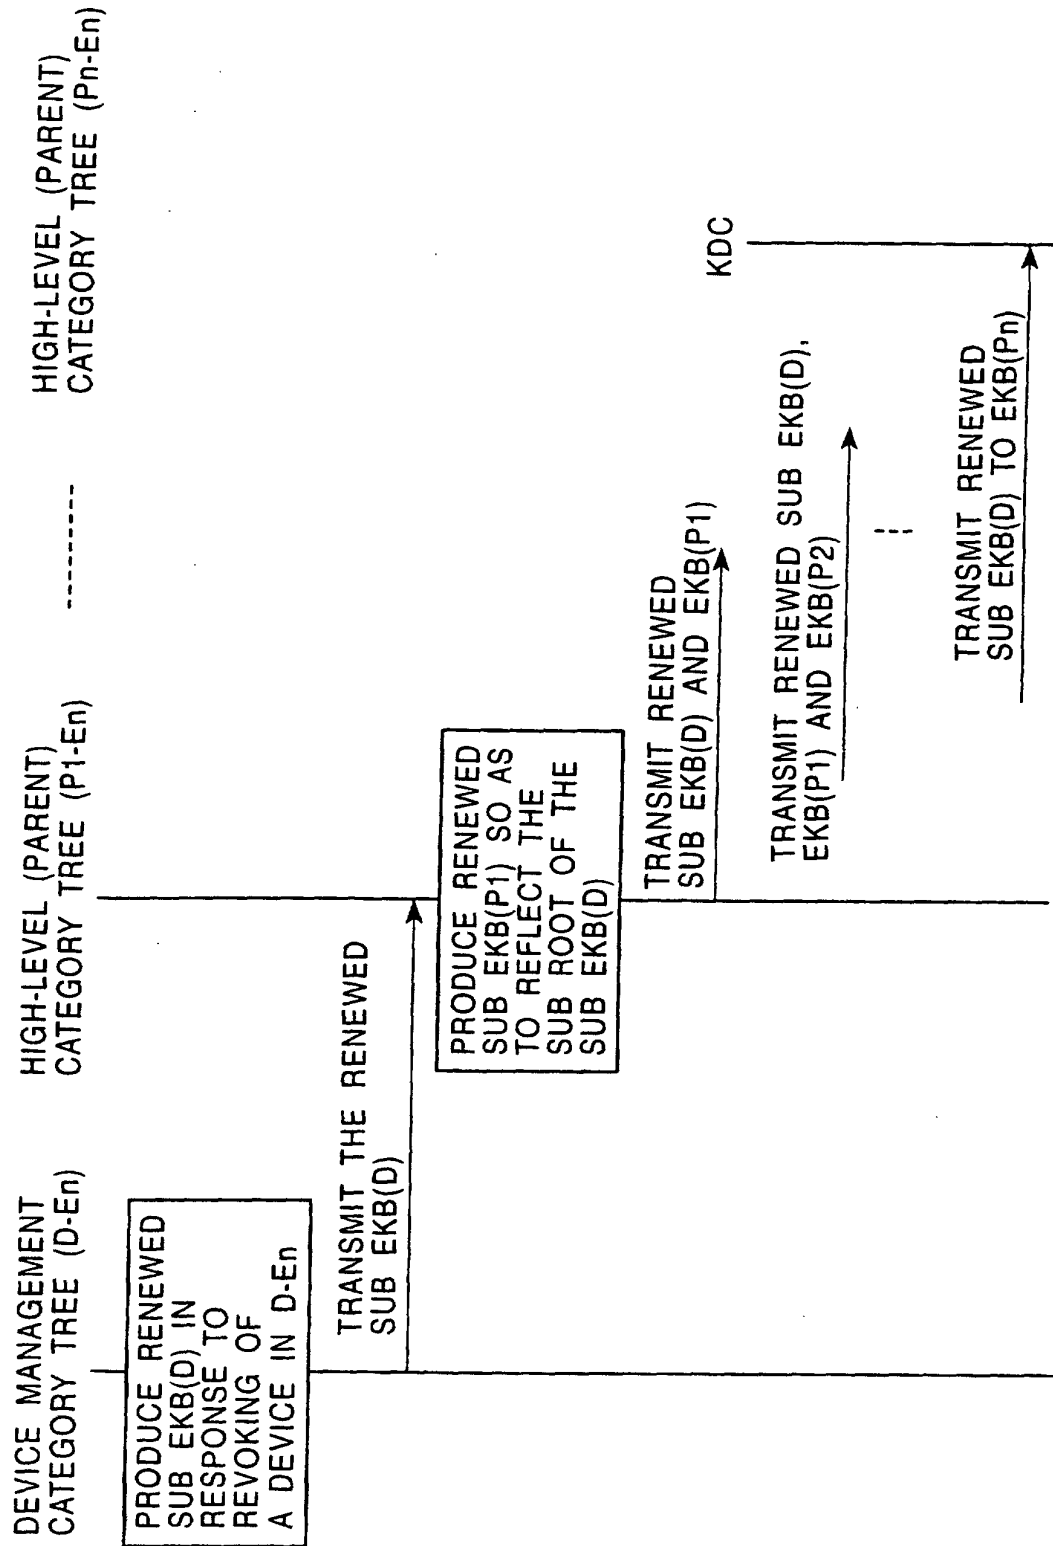 DEVICE MANAGEMENT
CATEGORY TREE (D-En)
HIGH-LEVEL (PARENT)
CATEGORY TREE (P1-En)
---------
HIGH-LEVEL (PARENT)
CATEGORY TREE (Pn-En)
PRODUCE RENEWED
SUB EKB(D) IN
RESPONSE TO
REVOKING OF
A DEVICE IN D-En
TRANSMIT THE RENEWED
SUB EKB(D)
PRODUCE RENEWED
SUB EKB(P1) SO AS
TO REFLECT THE
SUB ROOT OF THE
SUB EKB(D)
TRANSMIT RENEWED
SUB EKB(D) AND EKB(P1)
KDC
TRANSMIT RENEWED SUB EKB(D),
EKB(P1) AND EKB(P2)
---
TRANSMIT RENEWED
SUB EKB(D) TO EKB(Pn)